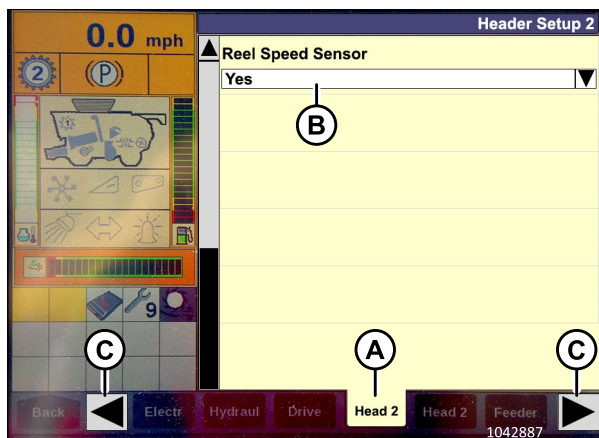 Header Setup 2
0.0 mph
2
P
Reel Speed Sensor
Yes
B
1
9
C
A
C
Back
Electr
Hydraul
Drive
Head 2
Head 2
Feeder
1042887